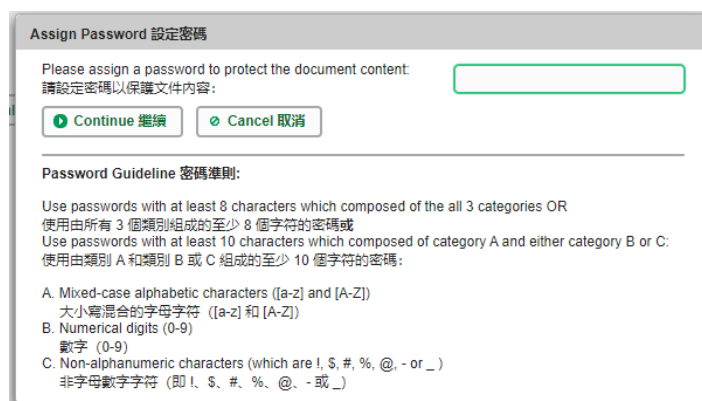 Assign Password 設定密碼
Please assign a password to protect the document content:
請設定密碼以保護文件內容：
Continue 繼續
Cancel 取消
Password Guideline 密碼準則:
Use passwords with at least 8 characters which composed of the all 3 categories OR
使用由所有 3 個類別組成的至少 8 個字符的密碼或
Use passwords with at least 10 characters which composed of category A and either category B or C:
使用由類別 A 和類別 B 或 C 組成的至少 10 個字符的密碼：
A. Mixed-case alphabetic characters ([a-z] and [A-Z])
大小寫混合的字母字符（[a-z] 和 [A-Z]）
B. Numerical digits (0-9)
數字（0-9）
C. Non-alphanumeric characters (which are !, $, #, %, @, - or _ )
非字母數字字符（即 !、$、#、%、@、- 或 _）